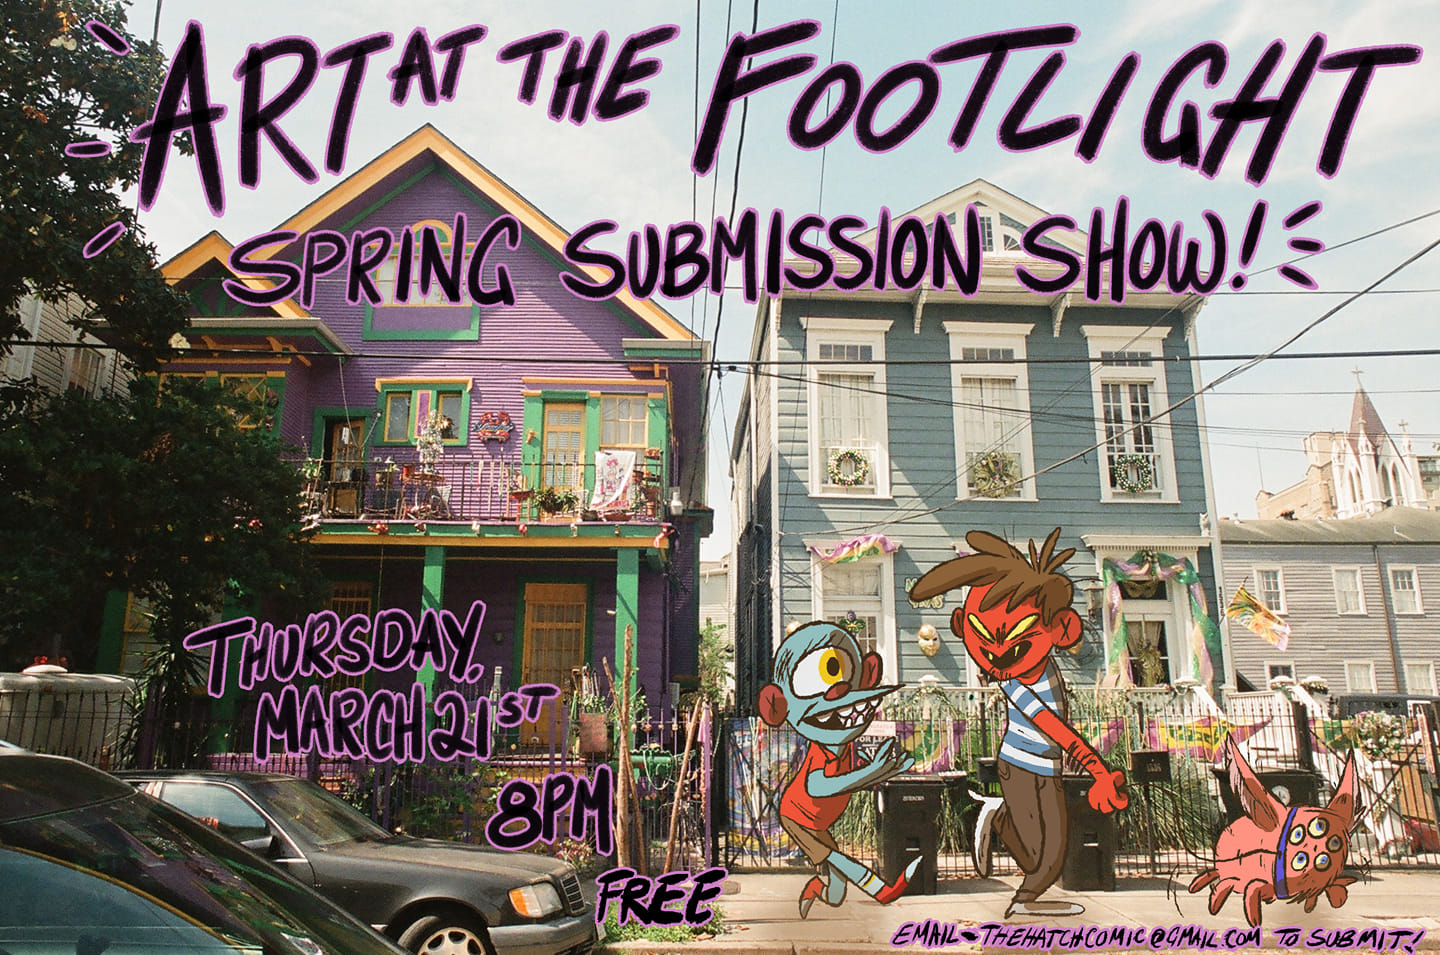 ART AT THE FOOTLIGHT
SPRING SUBMISSION SHOW!
THURSDAY,
MARCH 21ST
8PM
FREE
EMAIL - THEHATCHCOMIC@GMAIL.COM TO SUBMIT!